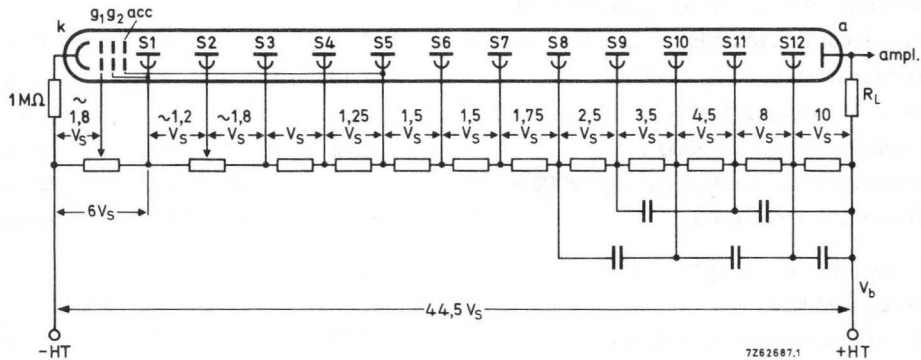 g1 g2 acc
k
S1 S2 S3 S4 S5 S6 S7 S8 S9 S10 S11 S12
a
ampl.
1MΩ
RL
~1,8 VS
~1,2 VS
~1,8 VS
VS
1,25 VS
1,5 VS
1,5 VS
1,75 VS
2,5 VS
3,5 VS
4,5 VS
8 VS
10 VS
6VS
44,5 VS
Vb
-HT
7Z62687.1
+HT